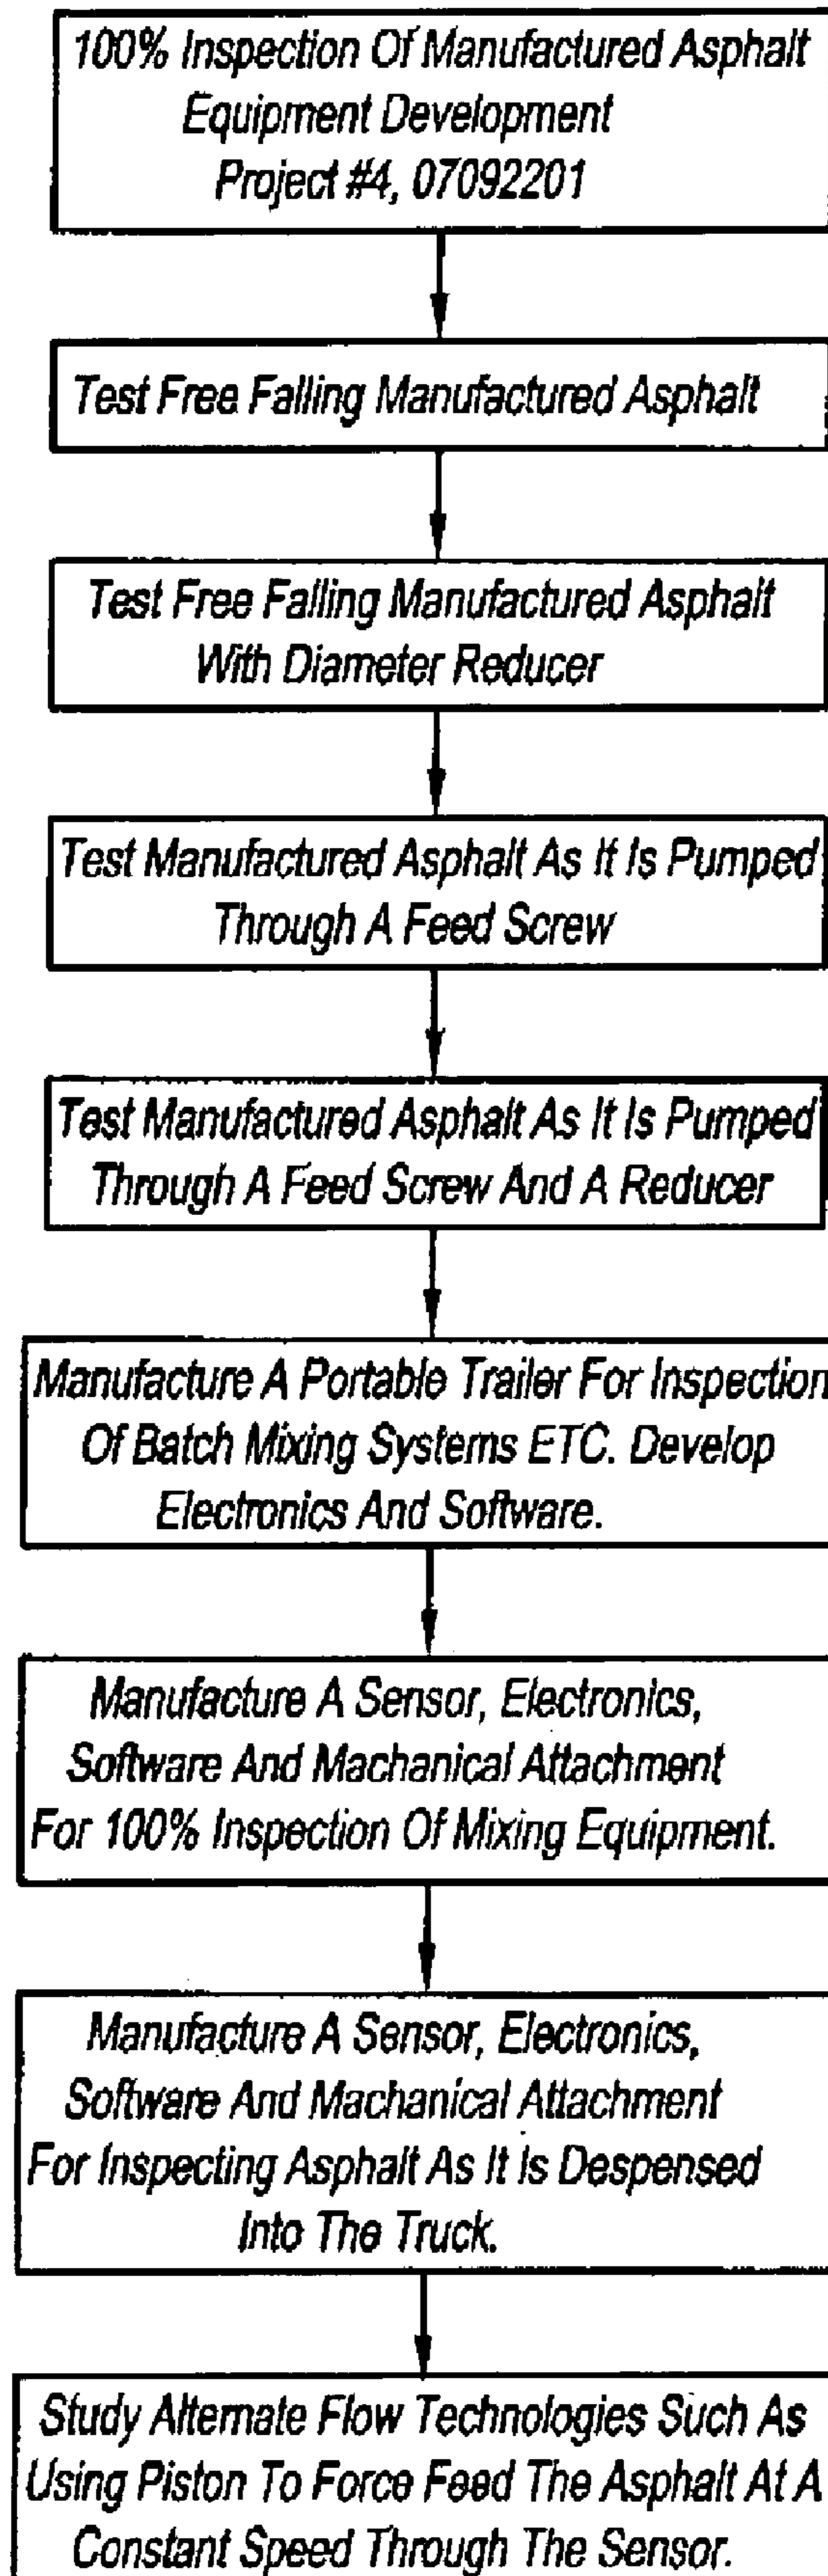 100% Inspection Of Manufactured Asphalt
Equipment Development
Project #4, 07092201
Test Free Falling Manufactured Asphalt
Test Free Falling Manufactured Asphalt
With Diameter Reducer
Test Manufactured Asphalt As It Is Pumped
Through A Feed Screw
Test Manufactured Asphalt As It Is Pumped
Through A Feed Screw And A Reducer
Manufacture A Portable Trailer For Inspection
Of Batch Mixing Systems ETC. Develop
Electronics And Software.
Manufacture A Sensor, Electronics,
Software And Machanical Attachment
For 100% Inspection Of Mixing Equipment.
Manufacture A Sensor, Electronics,
Software And Machanical Attachment
For Inspecting Asphalt As It Is Despensed
Into The Truck.
Study Alternate Flow Technologies Such As
Using Piston To Force Feed The Asphalt At A
Constant Speed Through The Sensor.